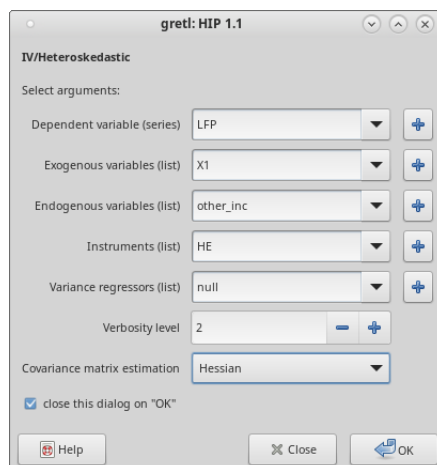 gretl: HIP 1.1
IV/Heteroskedastic
Select arguments:
Dependent variable (series) LFP
Exogenous variables (list) X1
Endogenous variables (list) other_inc
Instruments (list) HE
Variance regressors (list) null
Verbosity level 2
Covariance matrix estimation Hessian
close this dialog on "OK"
Help Close OK